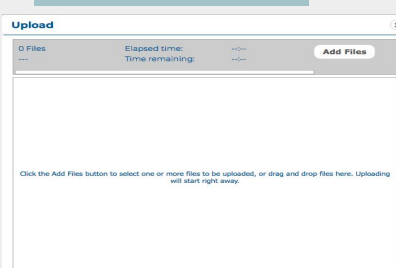 Upload
0 Files
Elapsed time:
--:--
Add Files
---
Time remaining:
--:--
Click the Add Files button to select one or more files to be uploaded, or drag and drop files here. Uploading
will start right away.